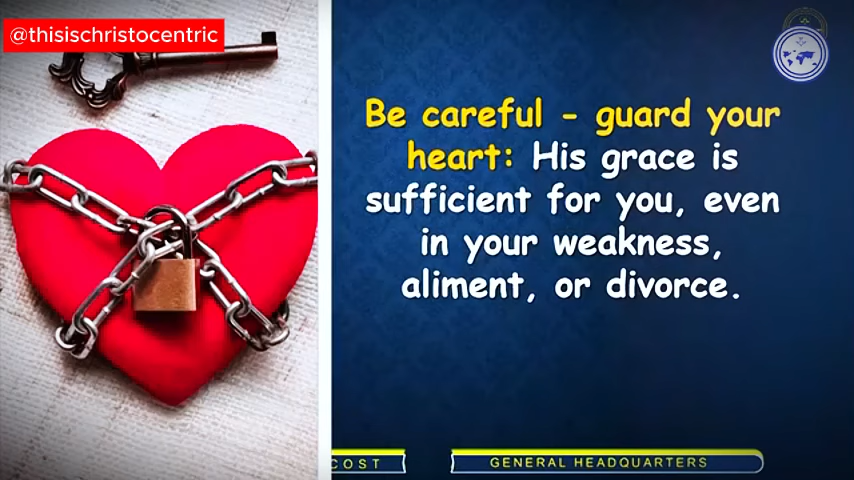 @thisischristocentric
Be careful - guard your
heart: His grace is
sufficient for you, even
in your weakness,
aliment, or divorce.
COST
GENERAL HEADQUARTERS